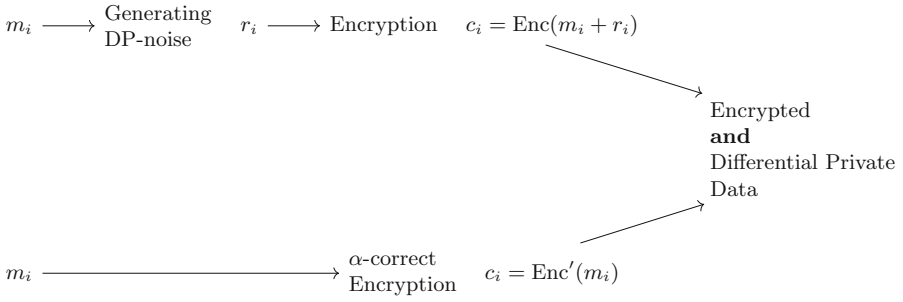 m_i Generating DP-noise r_i Encryption c_i = Enc(m_i + r_i)
Encrypted
and
Differential Private
Data
m_i α-correct Encryption c_i = Enc′(m_i)